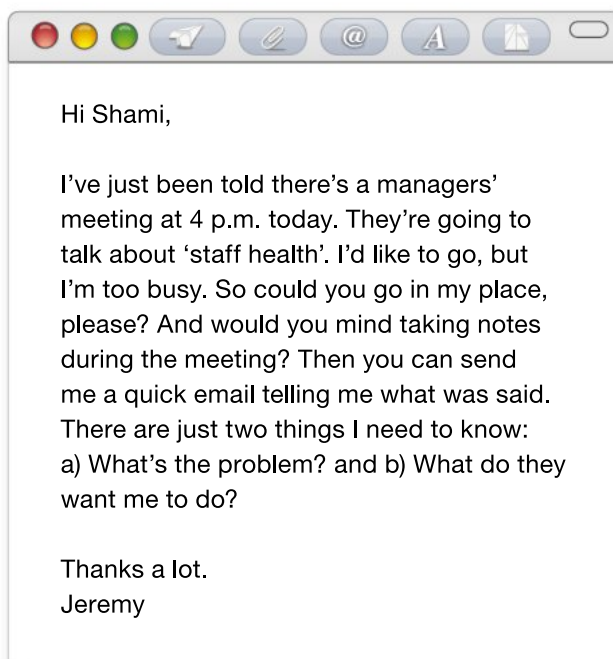 @ A
Hi Shami,
I’ve just been told there’s a managers’
meeting at 4 p.m. today. They’re going to
talk about ‘staff health’. I’d like to go, but
I’m too busy. So could you go in my place,
please? And would you mind taking notes
during the meeting? Then you can send
me a quick email telling me what was said.
There are just two things I need to know:
a) What’s the problem? and b) What do they
want me to do?
Thanks a lot.
Jeremy